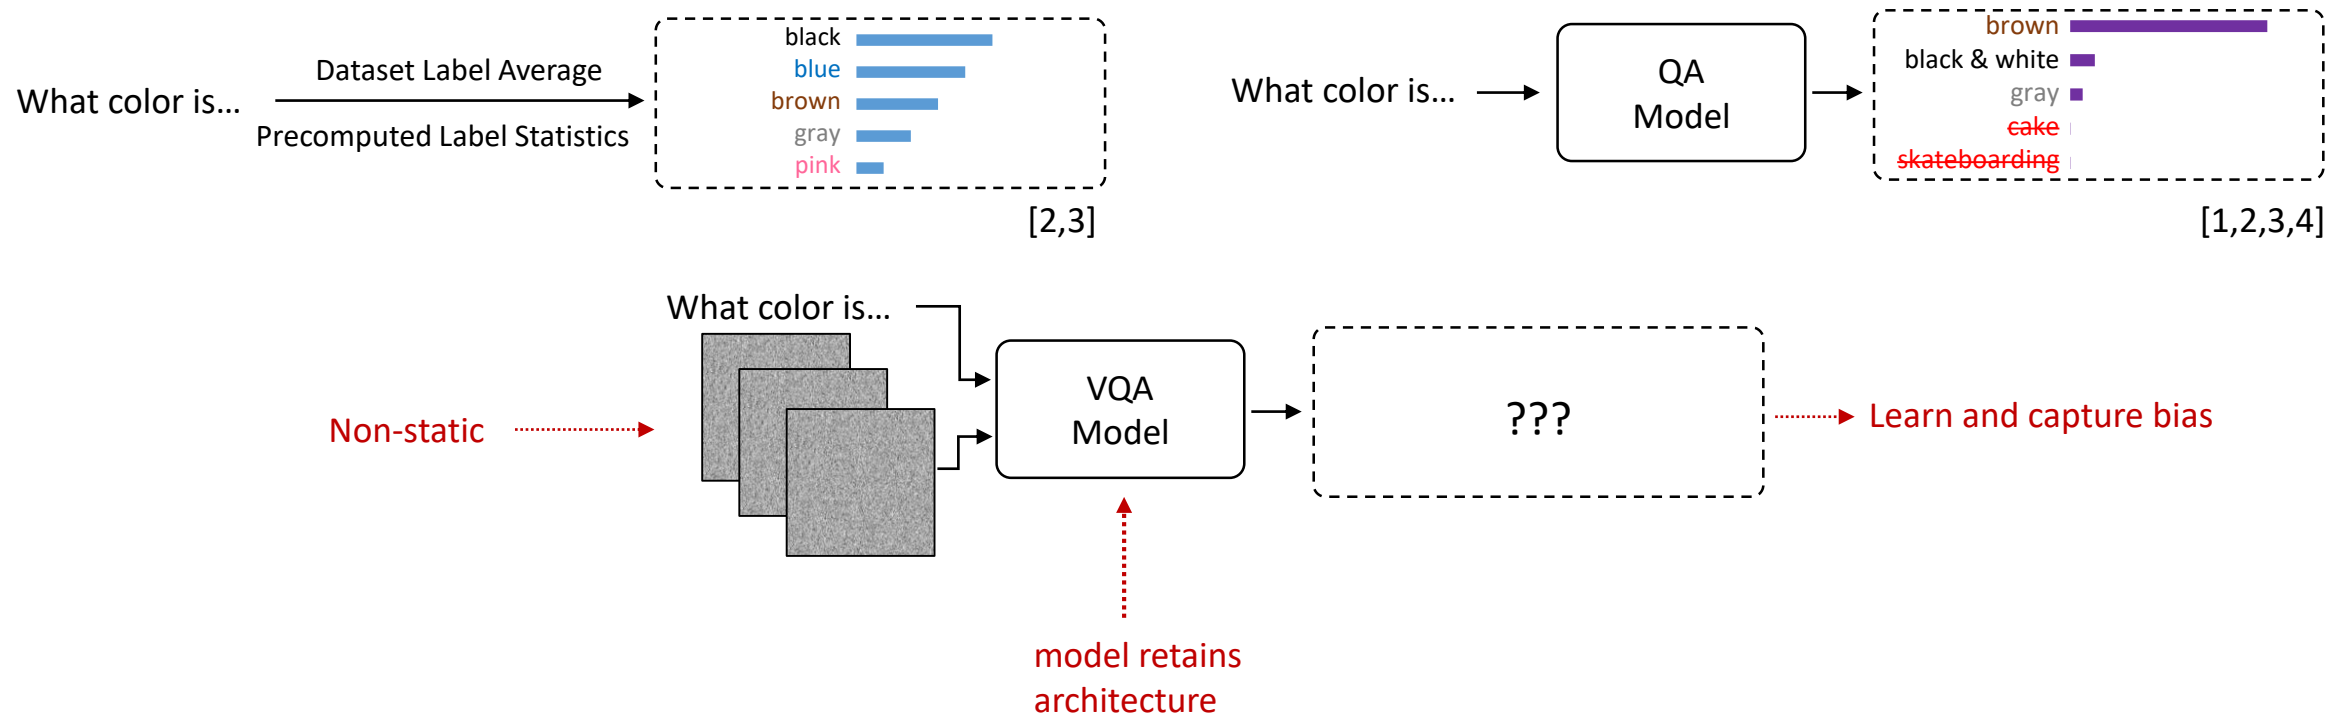 What color is...
Dataset Label Average
Precomputed Label Statistics
black
blue
brown
gray
pink
[2,3]
What color is...
QA
Model
brown
black & white
gray
cake
skateboarding
[1,2,3,4]
What color is...
Non-static
VQA
Model
???
Learn and capture bias
model retains
architecture